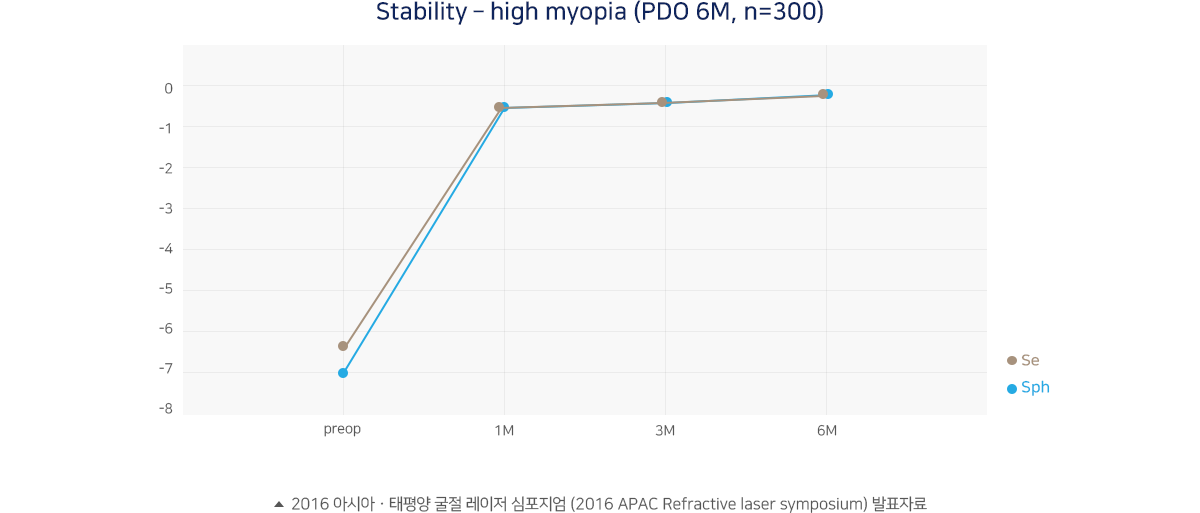 Stability – high myopia (PDO 6M, n=300)
0
-1
-2
-3
-4
-5
-6
-7
-8
preop 1M 3M 6M
Se
Sph
▲ 2016 아시아 · 태평양 굴절 레이저 심포지엄 (2016 APAC Refractive laser symposium) 발표자료